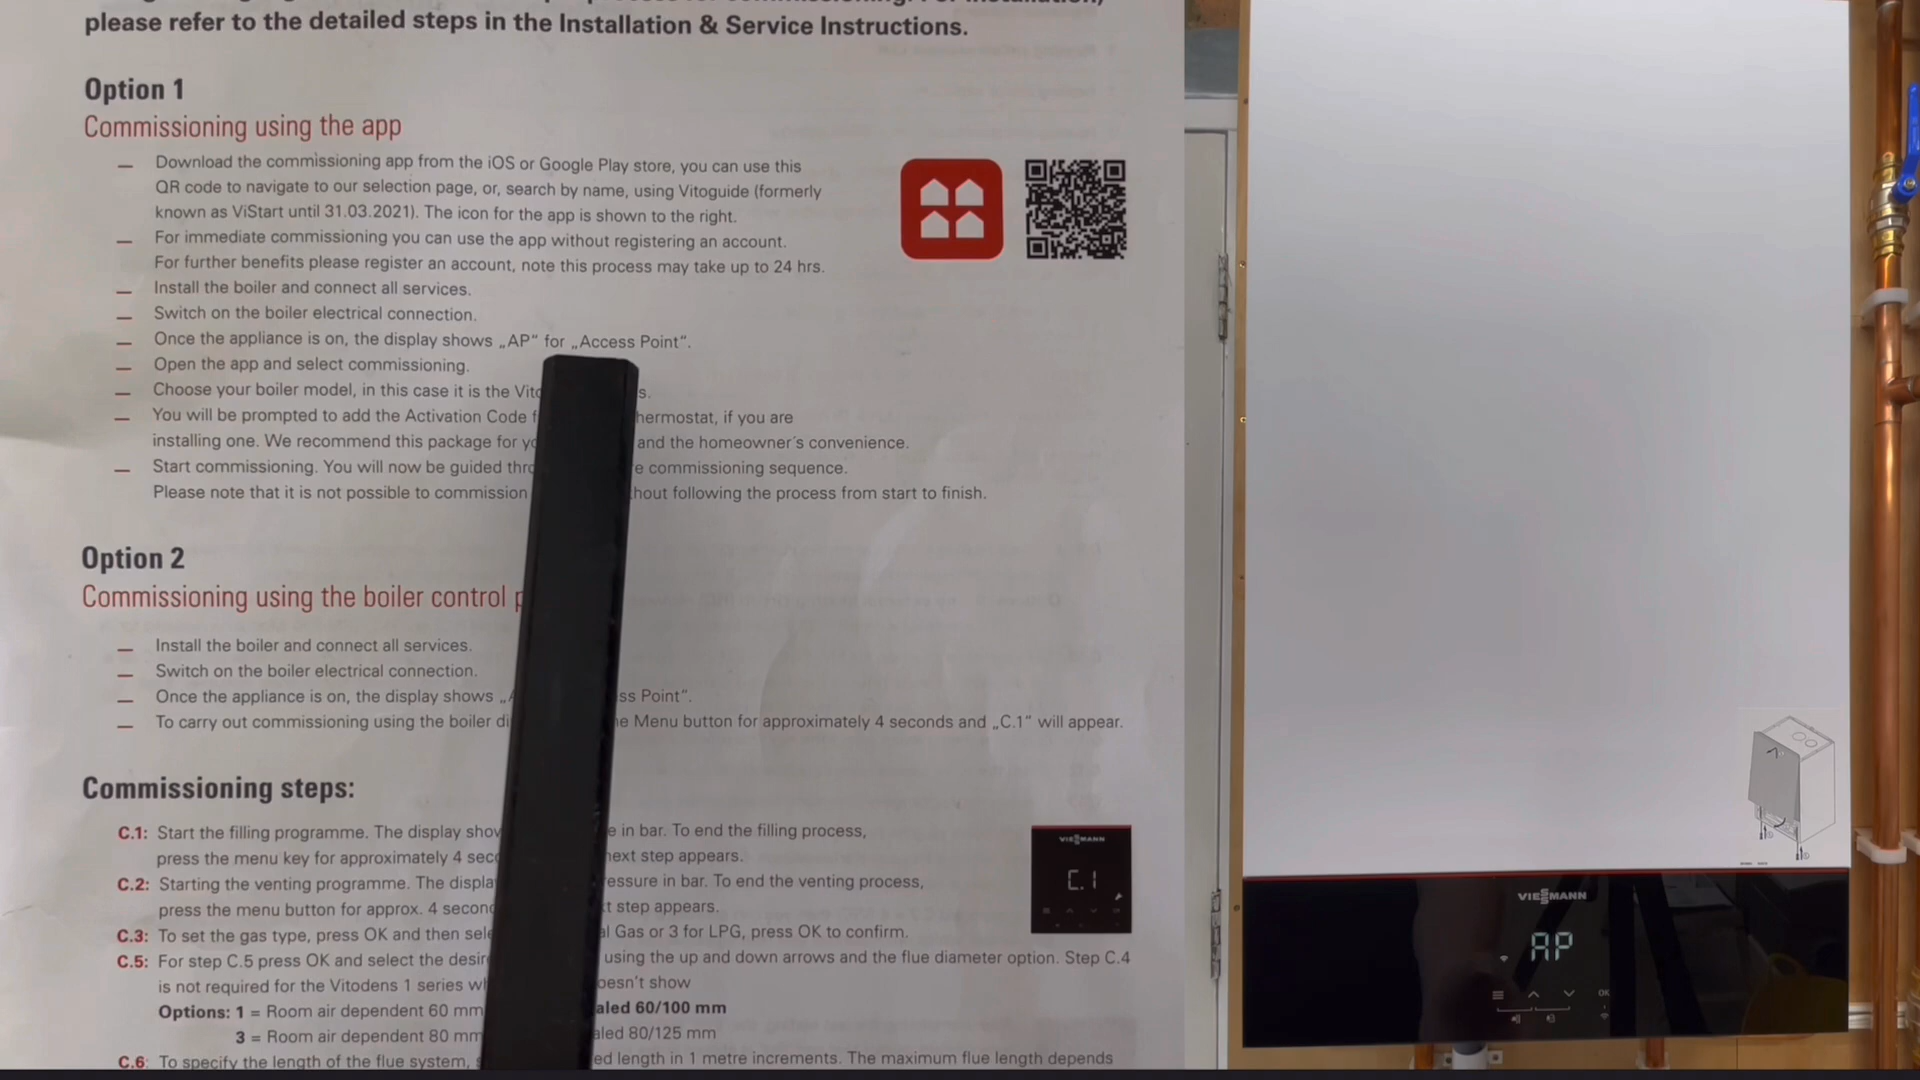 please refer to the detailed steps in the Installation & Service Instructions.
Option 1
Commissioning using the app
— Download the commissioning app from the iOS or Google Play store, you can use this
QR code to navigate to our selection page, or, search by name, using Vitoguide (formerly
known as ViStart until 31.03.2021). The icon for the app is shown to the right.
— For immediate commissioning you can use the app without registering an account.
For further benefits please register an account, note this process may take up to 24 hrs.
— Install the boiler and connect all services.
— Switch on the boiler electrical connection.
— Once the appliance is on, the display shows „AP“ for „Access Point“.
— Open the app and select commissioning.
— Choose your boiler model, in this case it is the
— You will be prompted to add the Activation Code hermostat, if you are
installing one. We recommend this package for and the homeowner´s convenience.
— Start commissioning. You will now be guided commissioning sequence.
Please note that it is not possible to commission following the process from start to finish.
Option 2
Commissioning using the boiler control
— Install the boiler and connect all services.
— Switch on the boiler electrical connection.
— Once the appliance is on, the display shows Point“.
— To carry out commissioning using the boiler Menu button for approximately 4 seconds and „C.1“ will appear.
Commissioning steps:
C.1: Start the filling programme. The display in bar. To end the filling process,
press the menu key for approximately 4 next step appears.
C.2: Starting the venting programme. The in bar. To end the venting process,
press the menu button for approx. 4 step appears.
C.3: To set the gas type, press OK and then Gas or 3 for LPG, press OK to confirm.
C.5: For step C.5 press OK and select the using the up and down arrows and the flue diameter option. Step C.4
is not required for the Vitodens 1 series doesn't show
Options: 1 = Room air dependent 60 mm 60/100 mm
3 = Room air dependent 80 mm 80/125 mm
C.6: To specify the length of the flue system, length in 1 metre increments. The maximum flue length depends
VIESMANN
C.1
VIESMANN
AP
OK